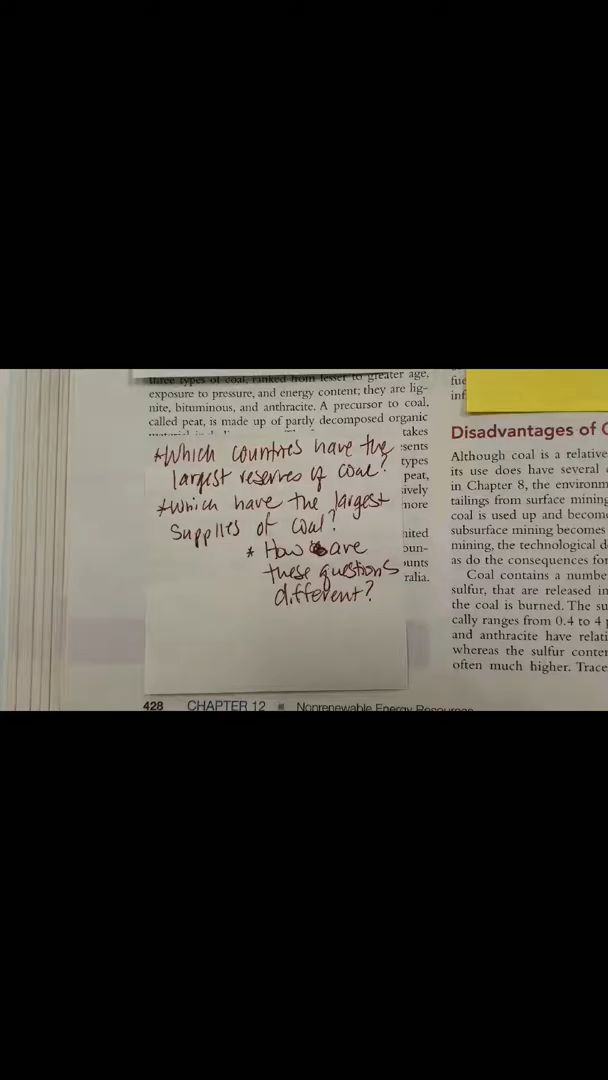 three types of coal, ranked from lesser to greater age,
exposure to pressure, and energy content; they are lig-
nite, bituminous, and anthracite. A precursor to coal,
called peat, is made up of partly decomposed organic
takes
sents
types
peat,
ively
more
nited
oun-
unts
ralia.
*Which countries have the
largest reserves of coal?
*Which have the largest
supplies of coal?
* How are
these questions
different?
428 CHAPTER 12 ■ Nonrenewable Energy Resources
fue
inf
Disadvantages of C
Although coal is a relative
its use does have several
in Chapter 8, the environm
tailings from surface mining
coal is used up and become
subsurface mining becomes
mining, the technological d
as do the consequences for
Coal contains a numbe
sulfur, that are released in
the coal is burned. The su
cally ranges from 0.4 to 4 p
and anthracite have relati
whereas the sulfur conter
often much higher. Trace